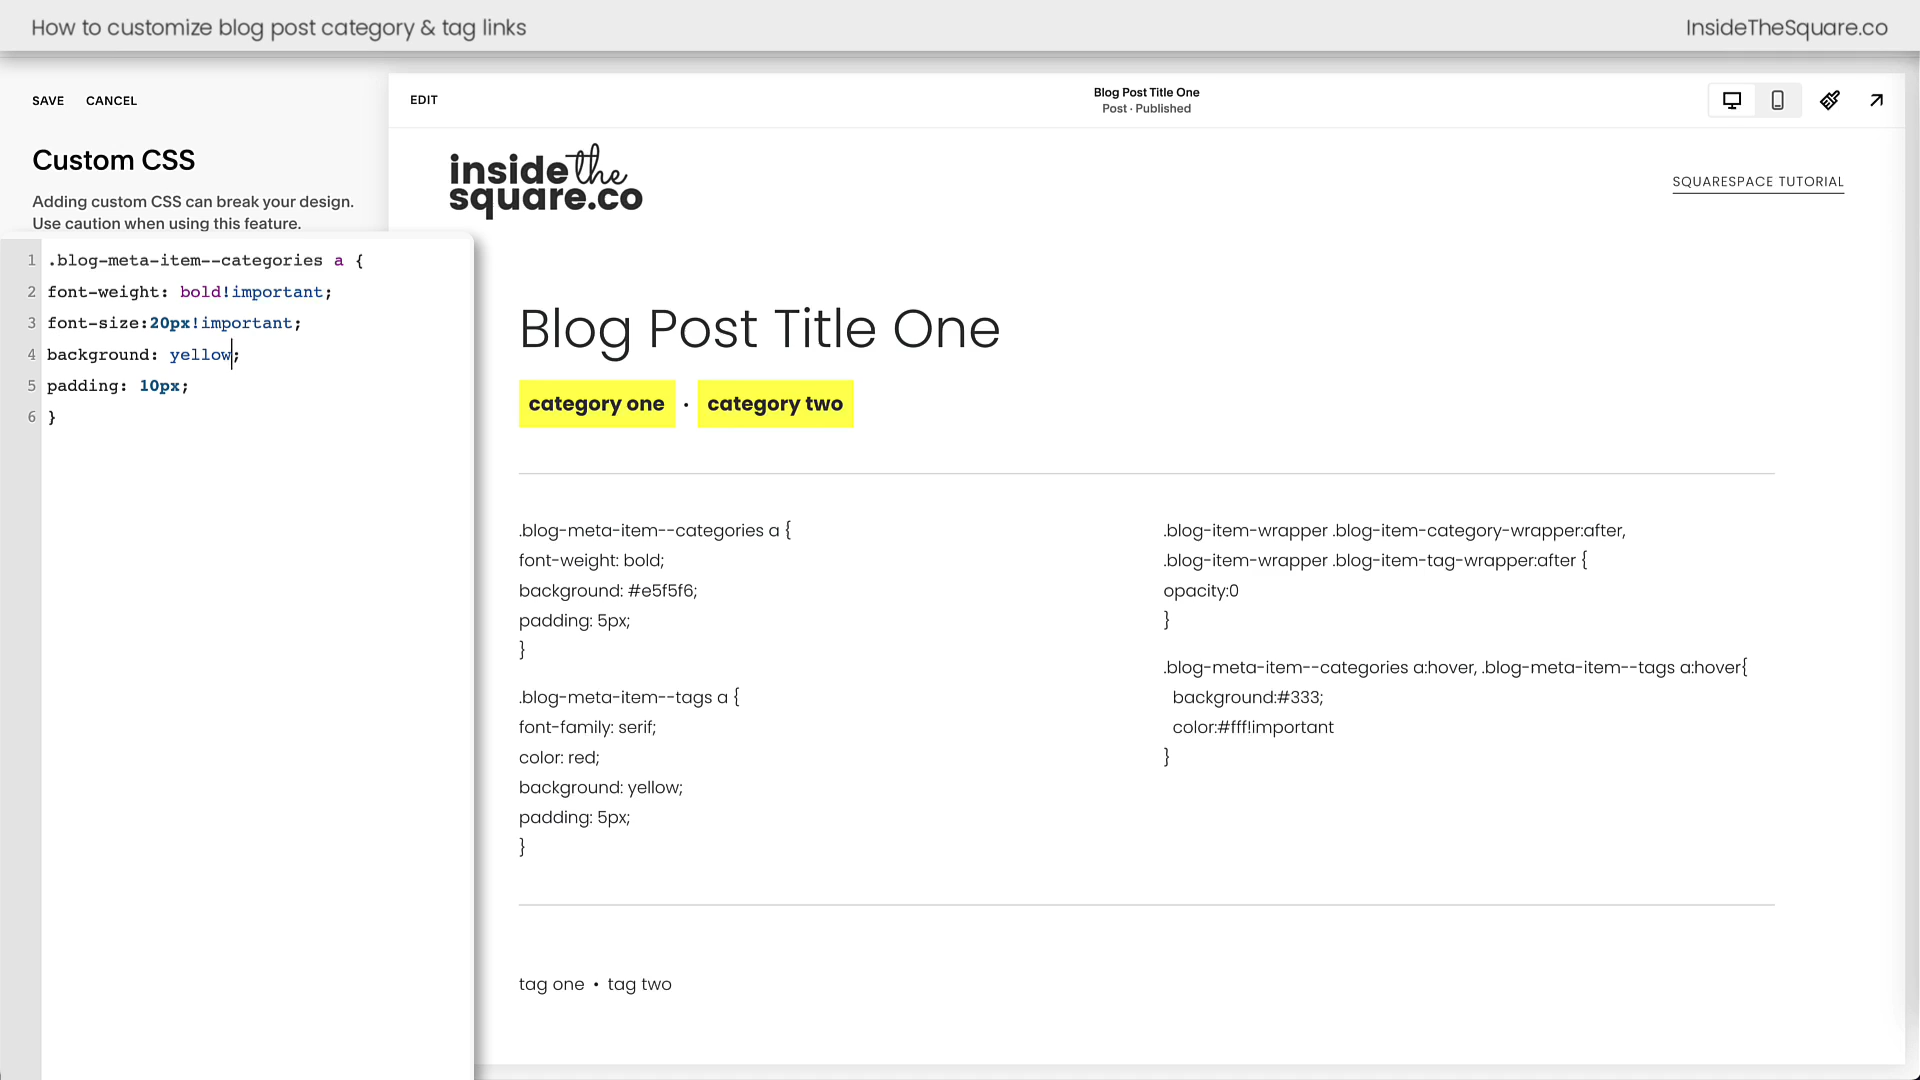 How to customize blog post category & tag links
InsideTheSquare.co
SAVE CANCEL
Custom CSS
Adding custom CSS can break your design.
Use caution when using this feature.
1 .blog-meta-item--categories a {
2 font-weight: bold!important;
3 font-size:20px!important;
4 background: yellow;
5 padding: 10px;
6 }
EDIT
Blog Post Title One
Post · Published
inside the
square.co
SQUARESPACE TUTORIAL
Blog Post Title One
category one · category two
.blog-meta-item--categories a {
font-weight: bold;
background: #e5f5f6;
padding: 5px;
}
.blog-meta-item--tags a {
font-family: serif;
color: red;
background: yellow;
padding: 5px;
}
.blog-item-wrapper .blog-item-category-wrapper:after,
.blog-item-wrapper .blog-item-tag-wrapper:after {
opacity:0
}
.blog-meta-item--categories a:hover, .blog-meta-item--tags a:hover{
background:#333;
color:#fff!important
}
tag one • tag two